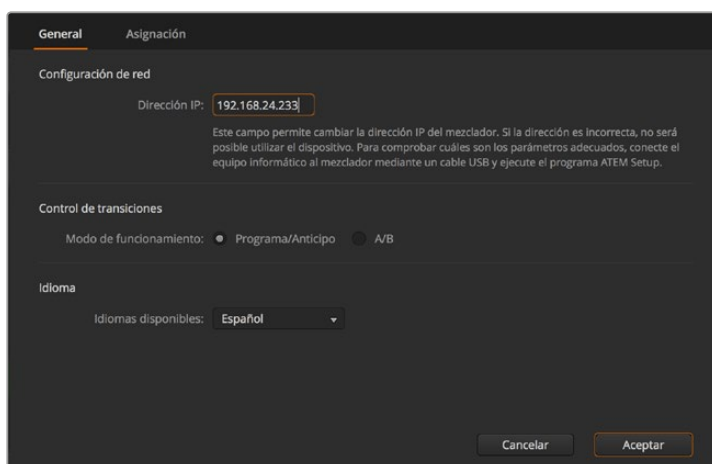 General Asignación
Configuración de red
Dirección IP: 192.168.24.233
Este campo permite cambiar la dirección IP del mezclador. Si la dirección es incorrecta, no será
posible utilizar el dispositivo. Para comprobar cuáles son los parámetros adecuados, conecte el
equipo informático al mezclador mediante un cable USB y ejecute el programa ATEM Setup.
Control de transiciones
Modo de funcionamiento: Programa/Anticipo A/B
Idioma
Idiomas disponibles: Español
Cancelar Aceptar